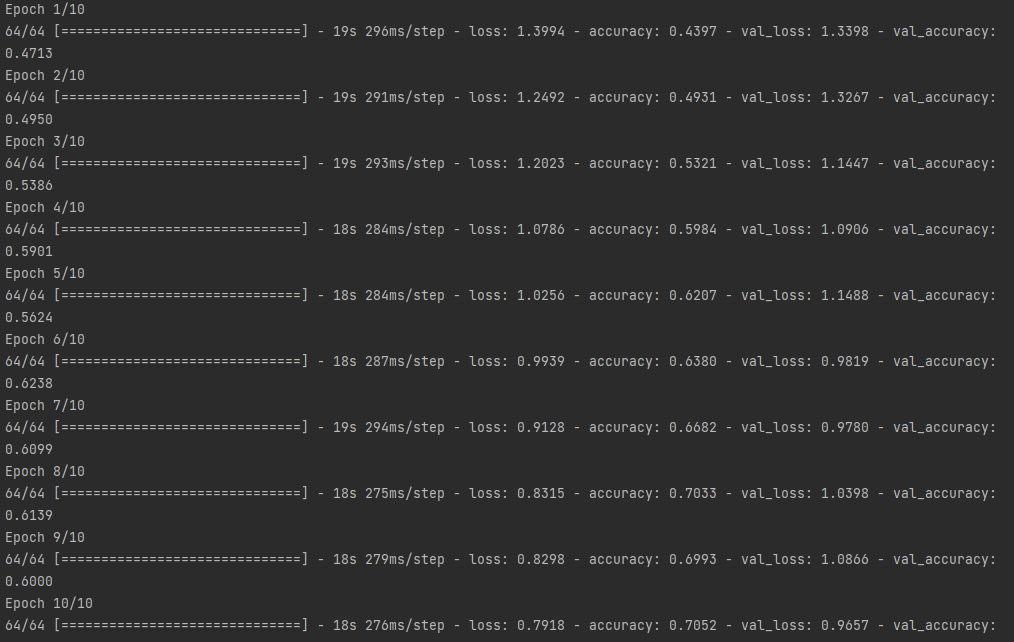 Epoch 1/10
64/64 [==============================] - 19s 296ms/step - loss: 1.3994 - accuracy: 0.4397 - val_loss: 1.3398 - val_accuracy:
0.4713
Epoch 2/10
64/64 [==============================] - 19s 291ms/step - loss: 1.2492 - accuracy: 0.4931 - val_loss: 1.3267 - val_accuracy:
0.4950
Epoch 3/10
64/64 [==============================] - 19s 293ms/step - loss: 1.2023 - accuracy: 0.5321 - val_loss: 1.1447 - val_accuracy:
0.5386
Epoch 4/10
64/64 [==============================] - 18s 284ms/step - loss: 1.0786 - accuracy: 0.5984 - val_loss: 1.0906 - val_accuracy:
0.5901
Epoch 5/10
64/64 [==============================] - 18s 284ms/step - loss: 1.0256 - accuracy: 0.6207 - val_loss: 1.1488 - val_accuracy:
0.5624
Epoch 6/10
64/64 [==============================] - 18s 287ms/step - loss: 0.9939 - accuracy: 0.6380 - val_loss: 0.9819 - val_accuracy:
0.6238
Epoch 7/10
64/64 [==============================] - 19s 294ms/step - loss: 0.9128 - accuracy: 0.6682 - val_loss: 0.9780 - val_accuracy:
0.6099
Epoch 8/10
64/64 [==============================] - 18s 275ms/step - loss: 0.8315 - accuracy: 0.7033 - val_loss: 1.0398 - val_accuracy:
0.6139
Epoch 9/10
64/64 [==============================] - 18s 279ms/step - loss: 0.8298 - accuracy: 0.6993 - val_loss: 1.0866 - val_accuracy:
0.6000
Epoch 10/10
64/64 [==============================] - 18s 276ms/step - loss: 0.7918 - accuracy: 0.7052 - val_loss: 0.9657 - val_accuracy: